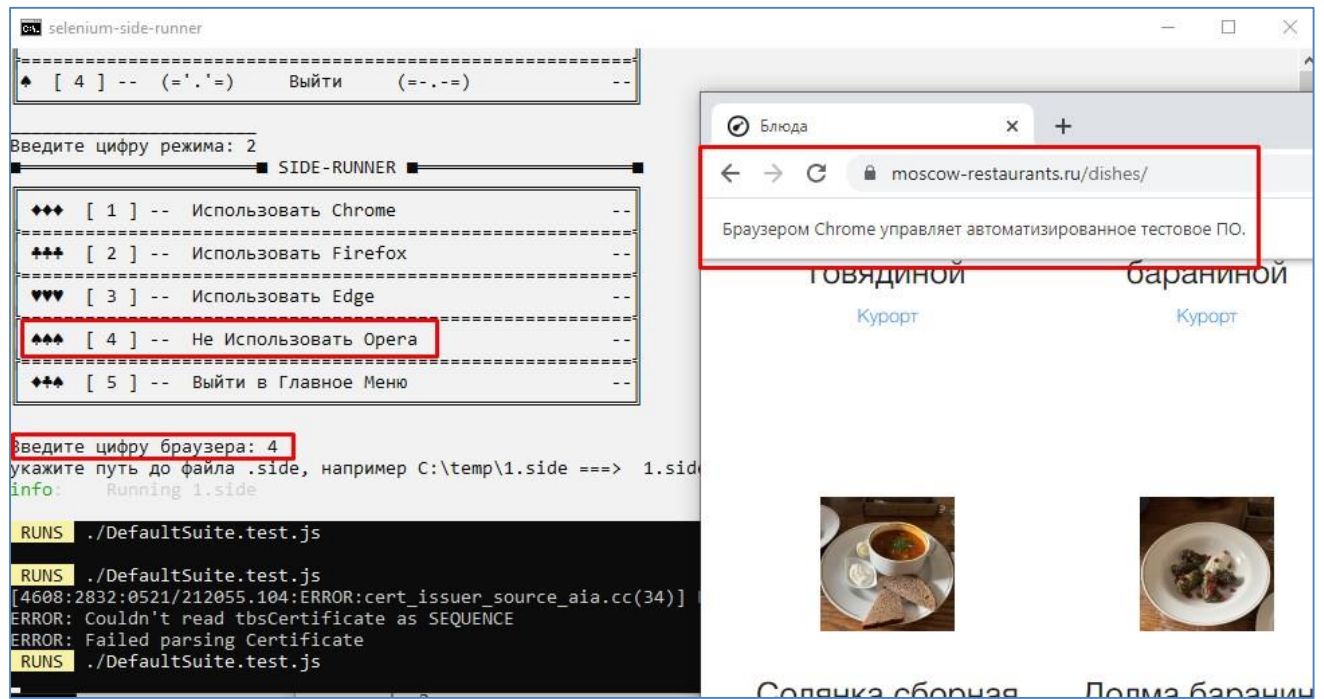 selenium-side-runner
♠ [ 4 ] -- (='.'=) Выйти (=-.-=) --
Введите цифру режима: 2
■ SIDE-RUNNER ■
♦♦♦ [ 1 ] -- Использовать Chrome --
♣♣♣ [ 2 ] -- Использовать Firefox --
♥♥♥ [ 3 ] -- Использовать Edge --
♠♠♠ [ 4 ] -- Не Использовать Opera --
♦♣♠ [ 5 ] -- Выйти в Главное Меню --
Введите цифру браузера: 4
укажите путь до файла .side, например C:\temp\1.side ===> 1.side
info: Running 1.side
RUNS ./DefaultSuite.test.js
RUNS ./DefaultSuite.test.js
[4608:2832:0521/212055.104:ERROR:cert_issuer_source_aia.cc(34)]
ERROR: Couldn't read tbsCertificate as SEQUENCE
ERROR: Failed parsing Certificate
RUNS ./DefaultSuite.test.js
Блюда
moscow-restaurants.ru/dishes/
Браузером Chrome управляет автоматизированное тестовое ПО.
говядиной бараниной
Курорт Курорт
Солянка сборная Долма баранин